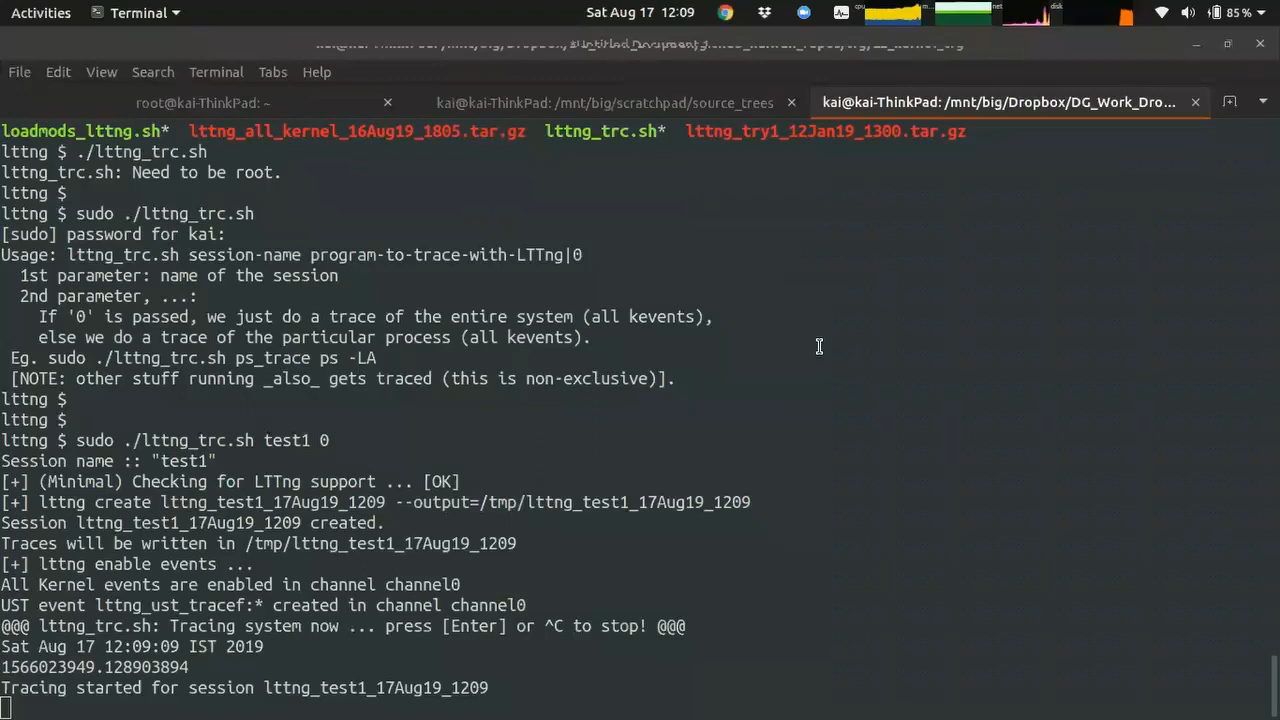 Activities Terminal Sat Aug 17 12:09 85 %
File Edit View Search Terminal Tabs Help
root@kai-ThinkPad: ~ kai@kai-ThinkPad: /mnt/big/scratchpad/source_trees kai@kai-ThinkPad: /mnt/big/Dropbox/DG_Work_Dro...
loadmods_lttng.sh* lttng_all_kernel_16Aug19_1805.tar.gz lttng_trc.sh* lttng_try1_12Jan19_1300.tar.gz
lttng $ ./lttng_trc.sh
lttng_trc.sh: Need to be root.
lttng $
lttng $ sudo ./lttng_trc.sh
[sudo] password for kai:
Usage: lttng_trc.sh session-name program-to-trace-with-LTTng|0
1st parameter: name of the session
2nd parameter, ...:
If '0' is passed, we just do a trace of the entire system (all kevents),
else we do a trace of the particular process (all kevents).
Eg. sudo ./lttng_trc.sh ps_trace ps -LA
[NOTE: other stuff running _also_ gets traced (this is non-exclusive)].
lttng $
lttng $
lttng $ sudo ./lttng_trc.sh test1 0
Session name :: "test1"
[+] (Minimal) Checking for LTTng support ... [OK]
[+] lttng create lttng_test1_17Aug19_1209 --output=/tmp/lttng_test1_17Aug19_1209
Session lttng_test1_17Aug19_1209 created.
Traces will be written in /tmp/lttng_test1_17Aug19_1209
[+] lttng enable events ...
All Kernel events are enabled in channel channel0
UST event lttng_ust_tracef:* created in channel channel0
@@@ lttng_trc.sh: Tracing system now ... press [Enter] or ^C to stop! @@@
Sat Aug 17 12:09:09 IST 2019
1566023949.128903894
Tracing started for session lttng_test1_17Aug19_1209